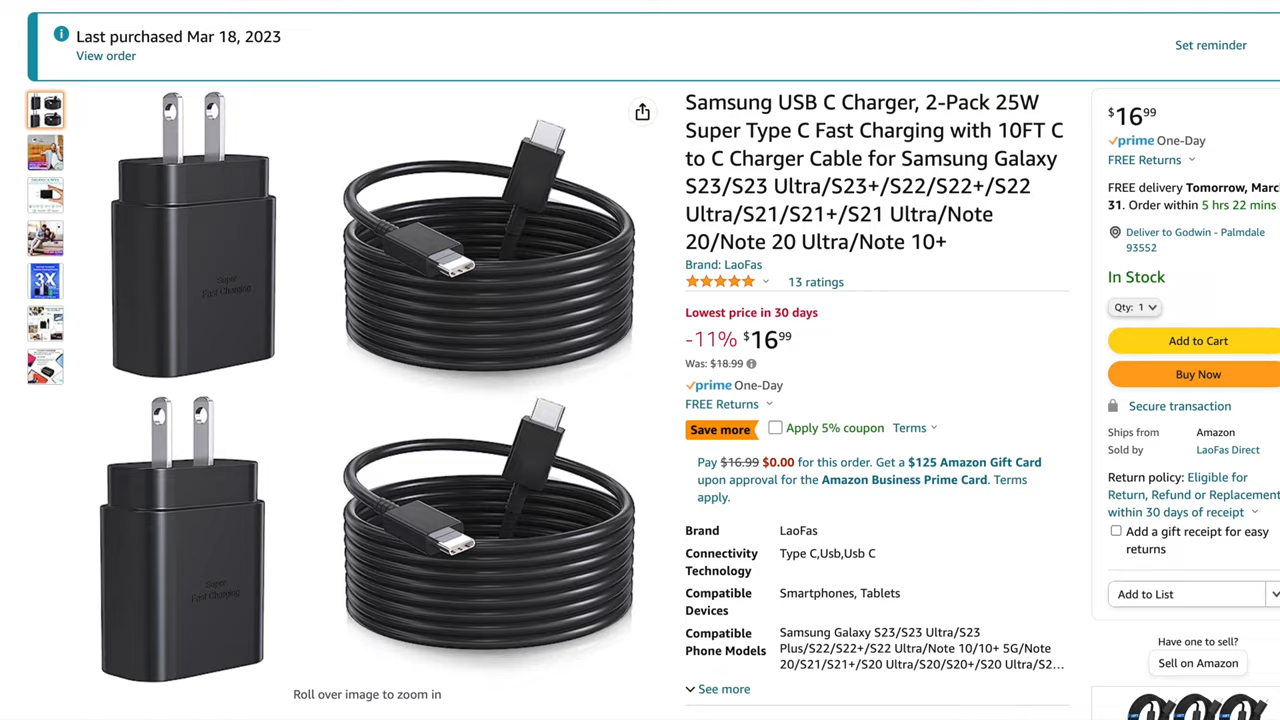 Last purchased Mar 18, 2023
View order
Set reminder
Super
Fast Charging
Super
Fast Charging
Roll over image to zoom in
3X
Samsung USB C Charger, 2-Pack 25W
Super Type C Fast Charging with 10FT C
to C Charger Cable for Samsung Galaxy
S23/S23 Ultra/S23+/S22/S22+/S22
Ultra/S21/S21+/S21 Ultra/Note
20/Note 20 Ultra/Note 10+
Brand: LaoFas
13 ratings
Lowest price in 30 days
-11% $16⁹⁹
Was: $18.99
prime One-Day
FREE Returns
Save more Apply 5% coupon Terms
Pay $16.99 $0.00 for this order. Get a $125 Amazon Gift Card
upon approval for the Amazon Business Prime Card. Terms
apply.
Brand LaoFas
Connectivity Type C,Usb,Usb C
Technology
Compatible Smartphones, Tablets
Devices
Compatible Samsung Galaxy S23/S23 Ultra/S23
Phone Models Plus/S22/S22+/S22 Ultra/Note 10/10+ 5G/Note
20/S21/S21+/S20 Ultra/S20/S20+/S20 Ultra/S2...
See more
$16⁹⁹
prime One-Day
FREE Returns
FREE delivery Tomorrow, Marc
31. Order within 5 hrs 22 mins
Deliver to Godwin - Palmdale
93552
In Stock
Qty: 1
Add to Cart
Buy Now
Secure transaction
Ships from Amazon
Sold by LaoFas Direct
Return policy: Eligible for
Return, Refund or Replacement
within 30 days of receipt
Add a gift receipt for easy
returns
Add to List
Have one to sell?
Sell on Amazon